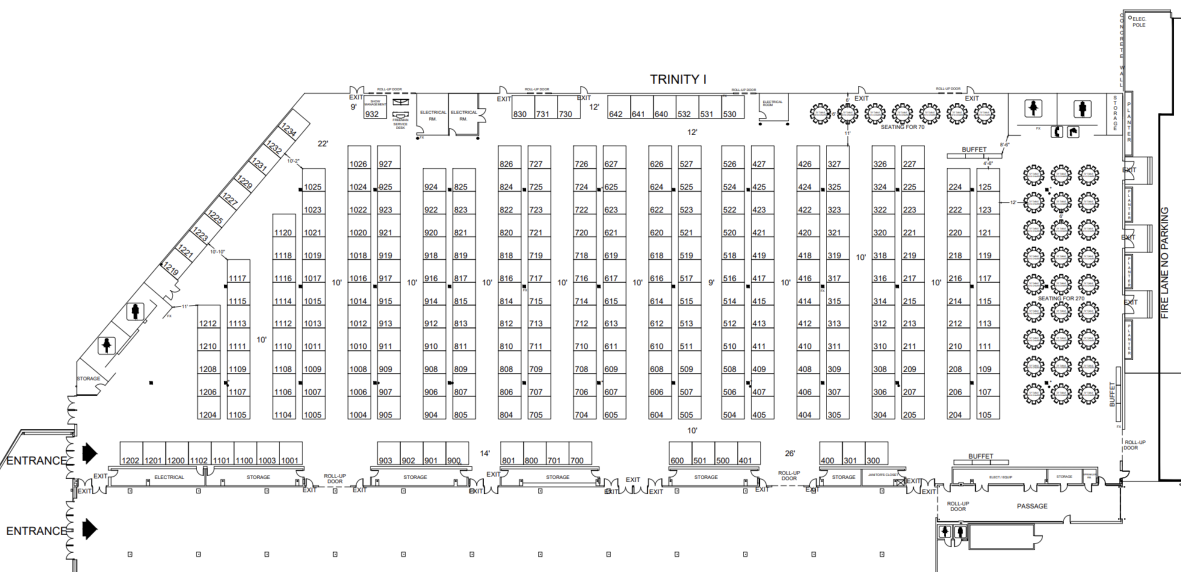 TRINITY I
CONCRETE WALL
ELEC. POLE
ROLL-UP DOOR
ROLL-UP DOOR
ROLL-UP DOOR
ROLL-UP DOOR
EXIT EXIT EXIT EXIT EXIT
9' 932 ELECTRICAL RM. ELECTRICAL RM. 830 731 730 12' 642 641 640 532 531 530 ELECTRICAL ROOM
SEATING FOR 70
STORAGE
PLANTER
12'
11'
22'
BUFFET
1234
1232
1231
1229
1227
1225
1223
1221
1219
10'-2"
10'-10"
11'
12'
1026 927 826 727 726 627 626 527 526 427 426 327 326 227
1025 1024 925 924 825 824 725 724 625 624 525 524 425 424 325 324 225 224 125
1023 1022 923 922 823 822 723 722 623 622 523 522 423 422 323 322 223 222 123
1120 1021 1020 921 920 821 820 721 720 621 620 521 520 421 420 321 320 221 220 121
1118 1019 1018 919 918 819 818 719 718 619 618 519 518 419 418 319 318 219 218 119
1117 1116 1017 1016 917 916 817 816 717 716 617 616 517 516 417 416 317 316 217 216 117
10' 10' 10' 10' 10' 9' 10' 10' 10'
1115 1114 1015 1014 915 914 815 814 715 714 615 614 515 514 415 414 315 314 215 214 115
SEATING FOR 270
1212 1113 1112 1013 1012 913 912 813 812 713 712 613 612 513 512 413 412 313 312 213 212 113
10'
1210 1111 1110 1011 1010 911 910 811 810 711 710 611 610 511 510 411 410 311 310 211 210 111
1208 1109 1108 1009 1008 909 908 809 808 709 708 609 608 509 508 409 408 309 308 209 208 109
1206 1107 1106 1007 1006 907 906 807 806 707 706 607 606 507 506 407 406 307 306 207 206 107
1204 1105 1104 1005 1004 905 904 805 804 705 704 605 604 505 504 405 404 305 304 205 204 105
EXIT
PLANTER
EXIT
PLANTER
EXIT
PLANTER
FIRE LANE NO PARKING
BUFFET
STORAGE
10'
ROLL-UP DOOR
14' 26'
ENTRANCE 1202 1201 1200 1102 1101 1100 1003 1001 903 902 901 900 801 800 701 700 600 501 500 401 400 301 300
BUFFET
EXIT ELECTRICAL STORAGE ROLL-UP DOOR STORAGE EXIT STORAGE EXIT STORAGE ROLL-UP DOOR STORAGE JANITOR'S CLOSET STORAGE
EXIT EXIT EXIT EXIT EXIT EXIT EXIT EXIT
ROLL-UP DOOR
PASSAGE
ENTRANCE